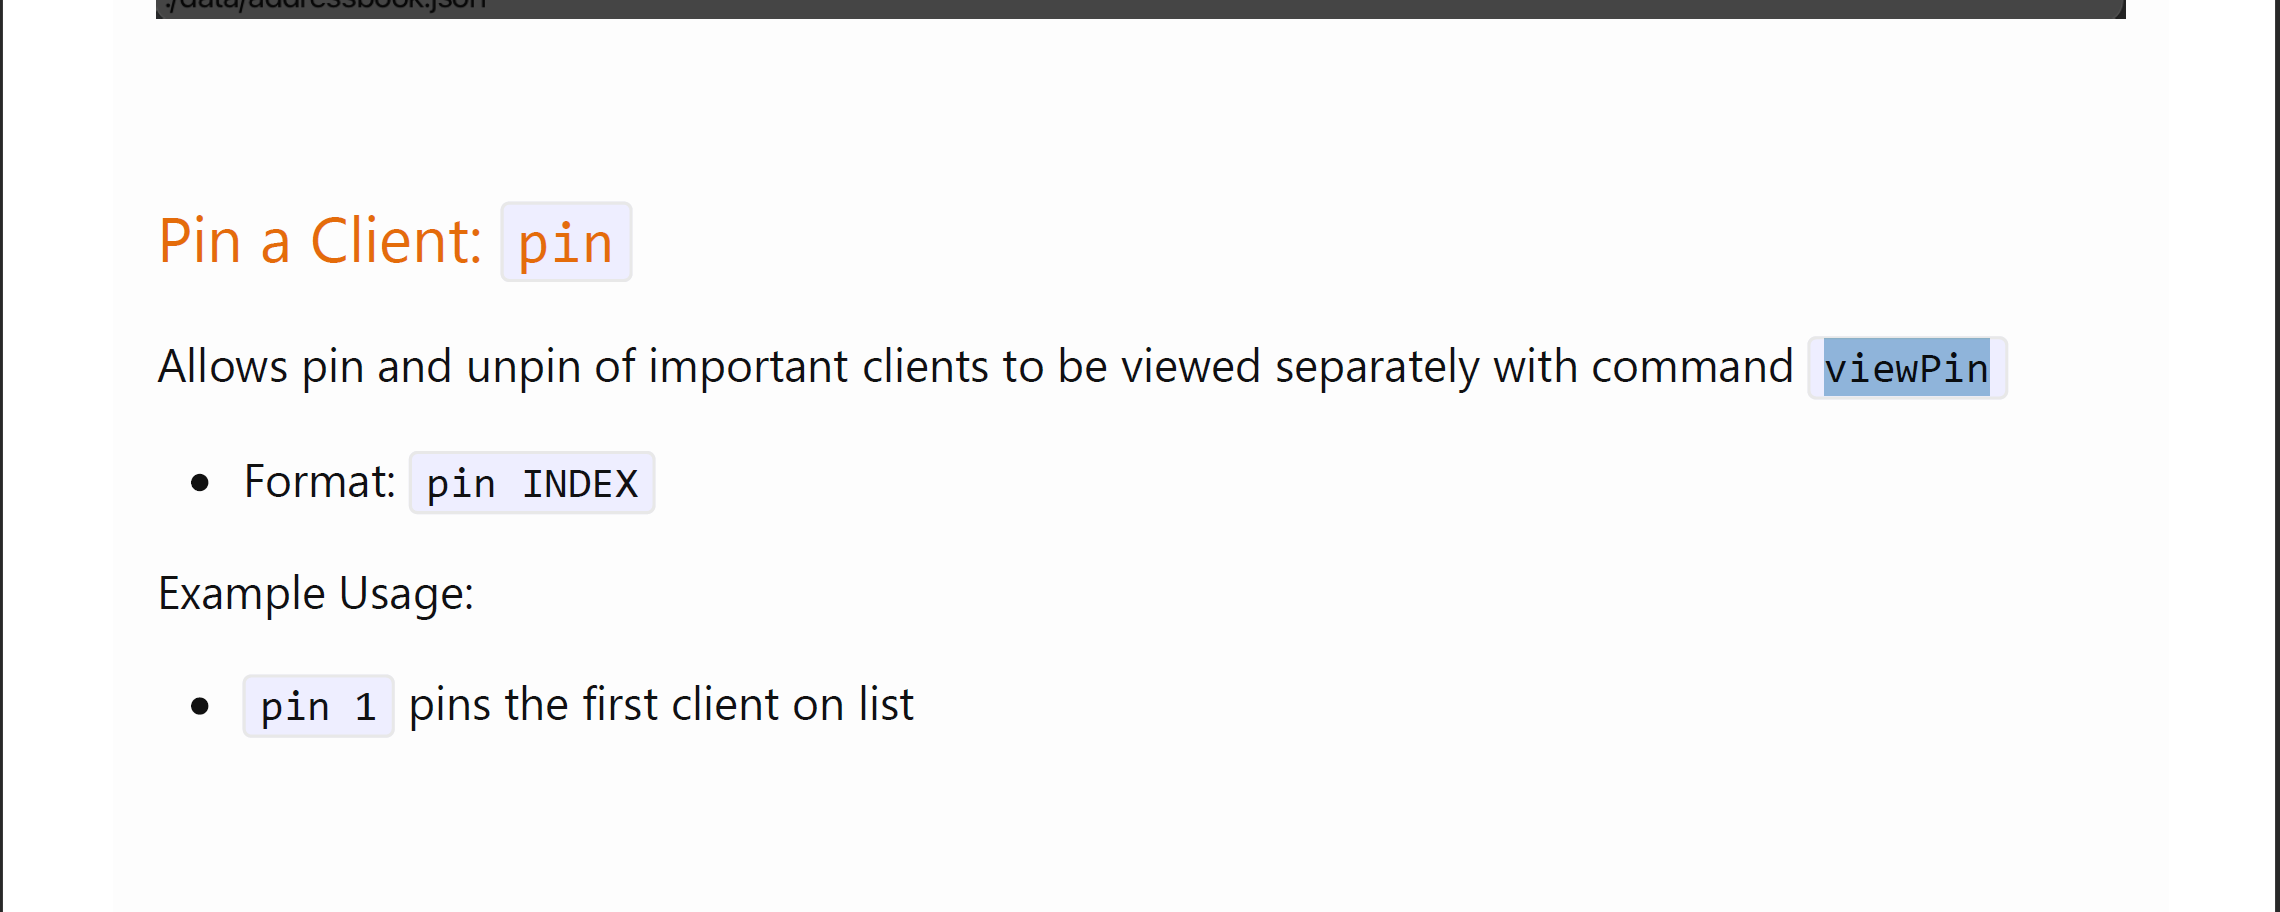 ./data/addressbook.json
Pin a Client: pin
Allows pin and unpin of important clients to be viewed separately with command viewPin
Format: pin INDEX
Example Usage:
pin 1 pins the first client on list